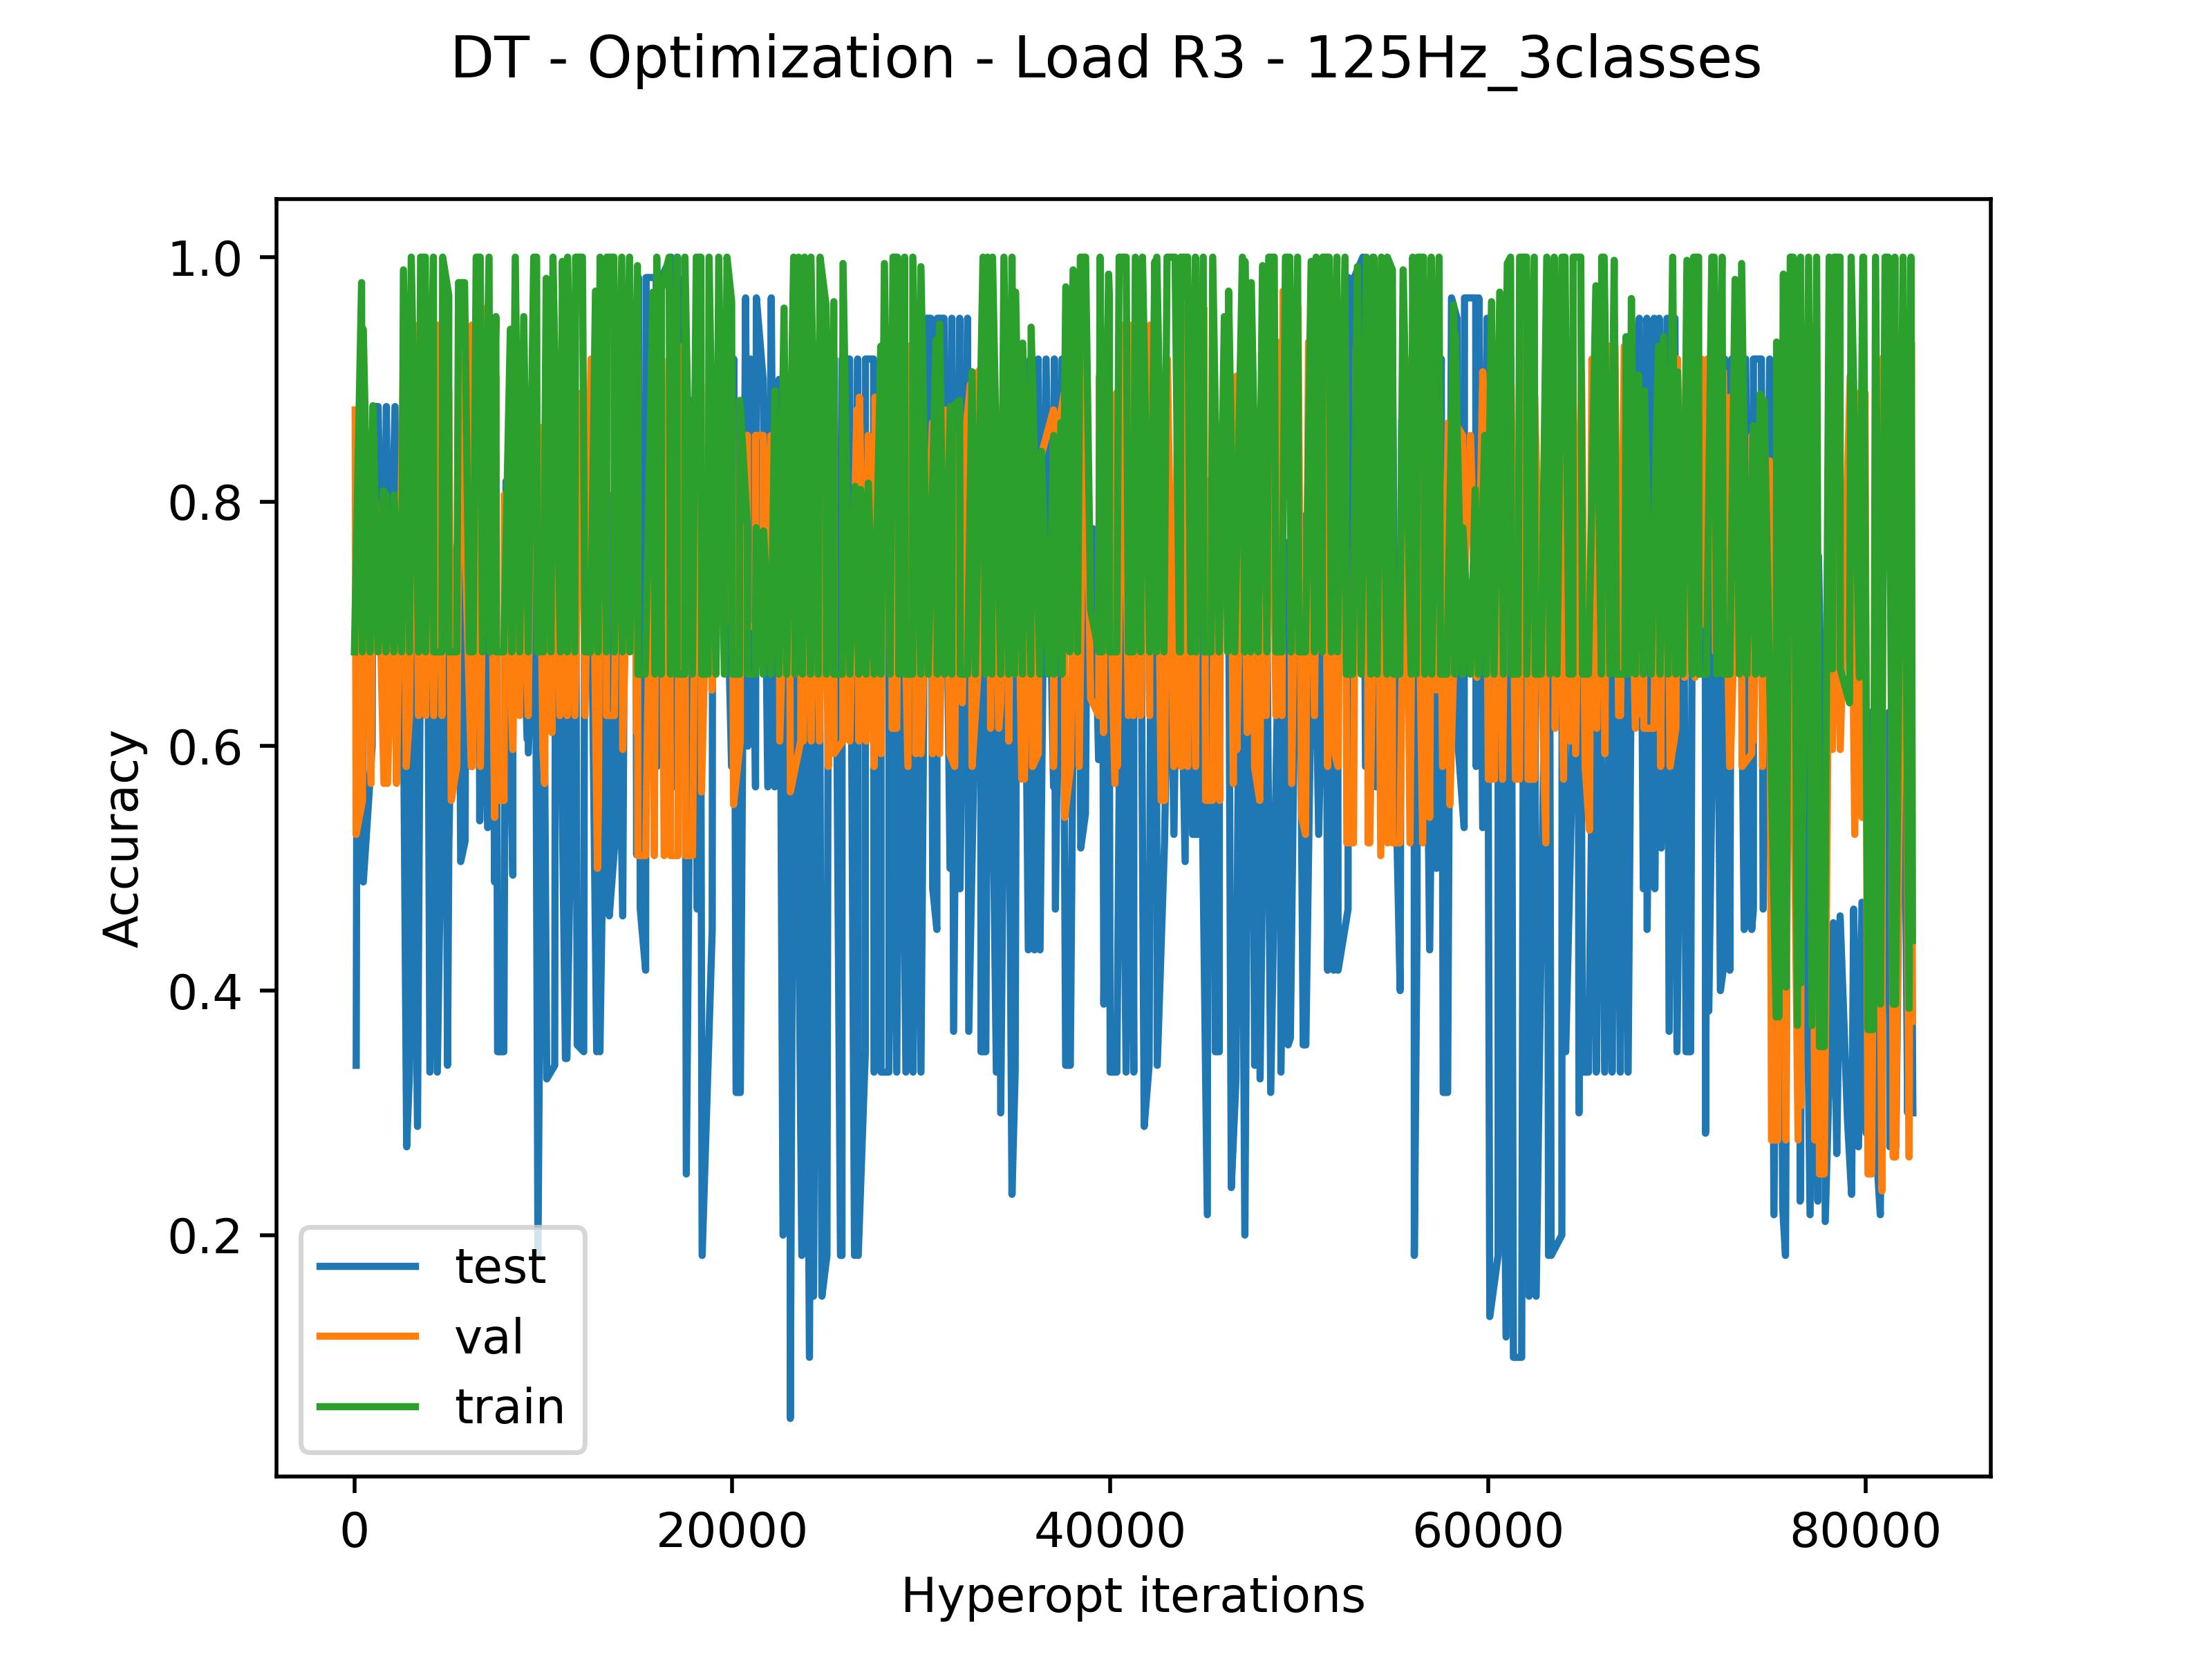 DT - Optimization - Load R3 - 125Hz_3classes
1.0
0.8
0.6
0.4
0.2
Accuracy
test
val
train
0 20000 40000 60000 80000
Hyperopt iterations